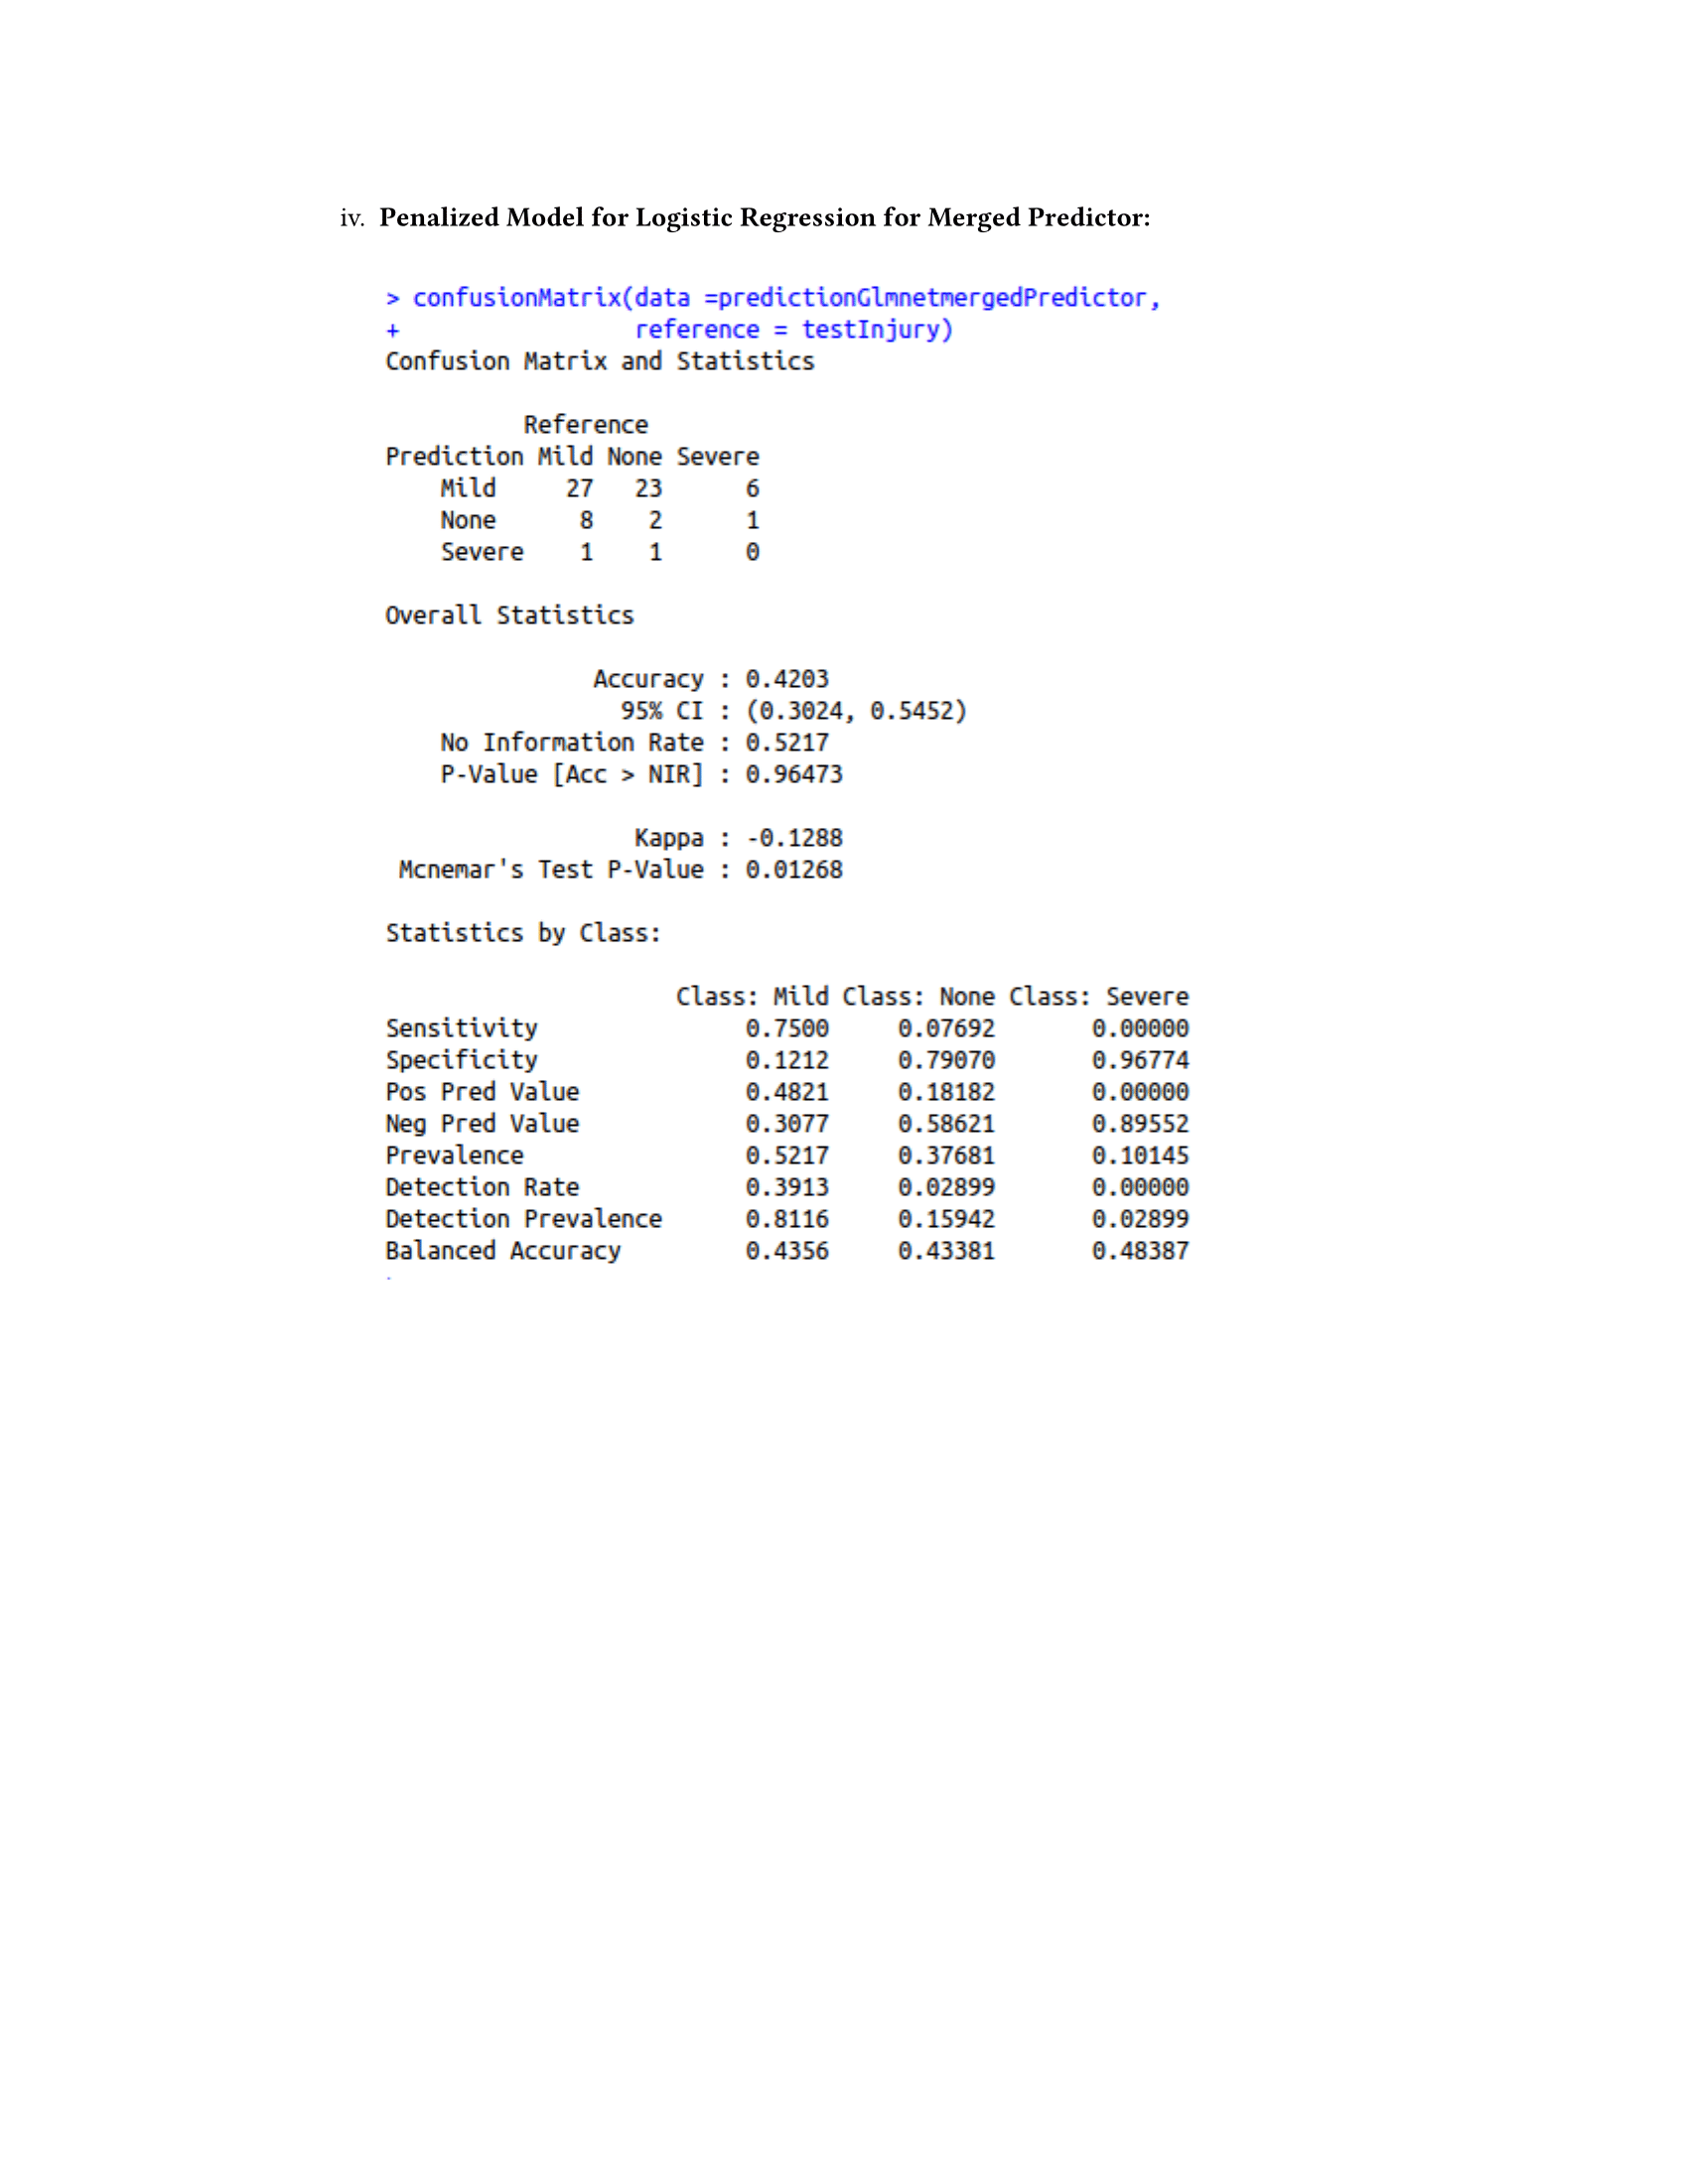 iv. Penalized Model for Logistic Regression for Merged Predictor:
> confusionMatrix(data =predictionGlmnetmergedPredictor,
+                 reference = testInjury)
Confusion Matrix and Statistics
          Reference
Prediction Mild None Severe
    Mild     27   23      6
    None      8    2      1
    Severe    1    1      0
Overall Statistics
               Accuracy : 0.4203
                 95% CI : (0.3024, 0.5452)
    No Information Rate : 0.5217
    P-Value [Acc > NIR] : 0.96473
                  Kappa : -0.1288
 Mcnemar's Test P-Value : 0.01268
Statistics by Class:
                     Class: Mild Class: None Class: Severe
Sensitivity               0.7500     0.07692       0.00000
Specificity               0.1212     0.79070       0.96774
Pos Pred Value            0.4821     0.18182       0.00000
Neg Pred Value            0.3077     0.58621       0.89552
Prevalence                0.5217     0.37681       0.10145
Detection Rate            0.3913     0.02899       0.00000
Detection Prevalence      0.8116     0.15942       0.02899
Balanced Accuracy         0.4356     0.43381       0.48387